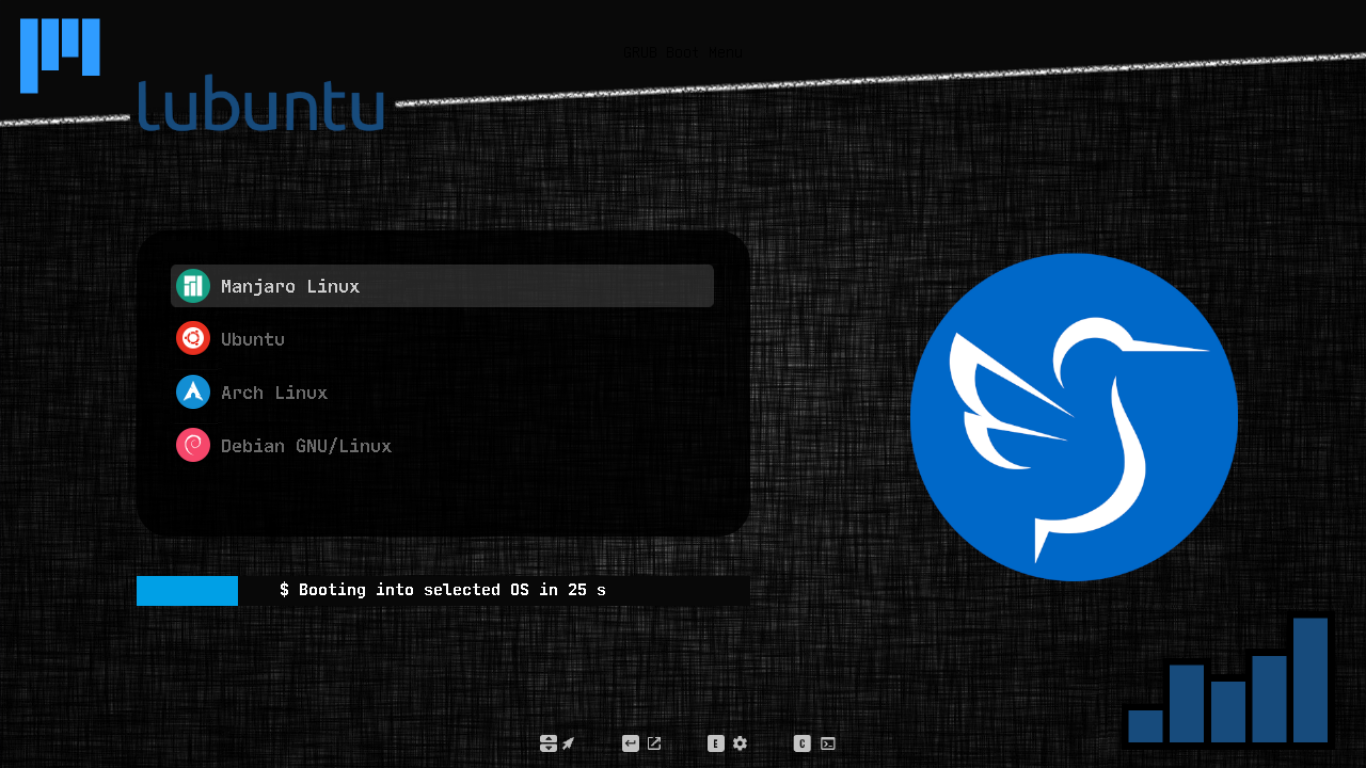 GRUB Boot Menu
lubuntu
Manjaro Linux
Ubuntu
Arch Linux
Debian GNU/Linux
$ Booting into selected OS in 25 s
E
C